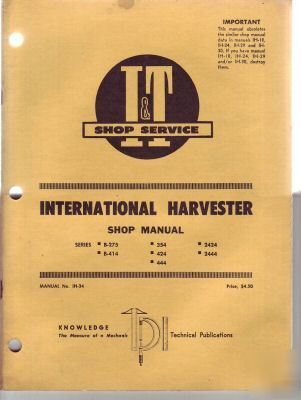 IMPORTANT
This manual obsoletes
the similar shop manual
data in manuals IH-10,
IH-24, IH-29 and IH-
30. If you have manual
IH-10, IH-24, IH-29
and/or IH-30, destroy
them.
I&T
SHOP SERVICE
INTERNATIONAL HARVESTER
SHOP MANUAL
SERIES B-275 354 2424
B-414 424 2444
444
MANUAL No. IH-34 Price, $4.50
KNOWLEDGE
The Measure of a Mechanic Technical Publications